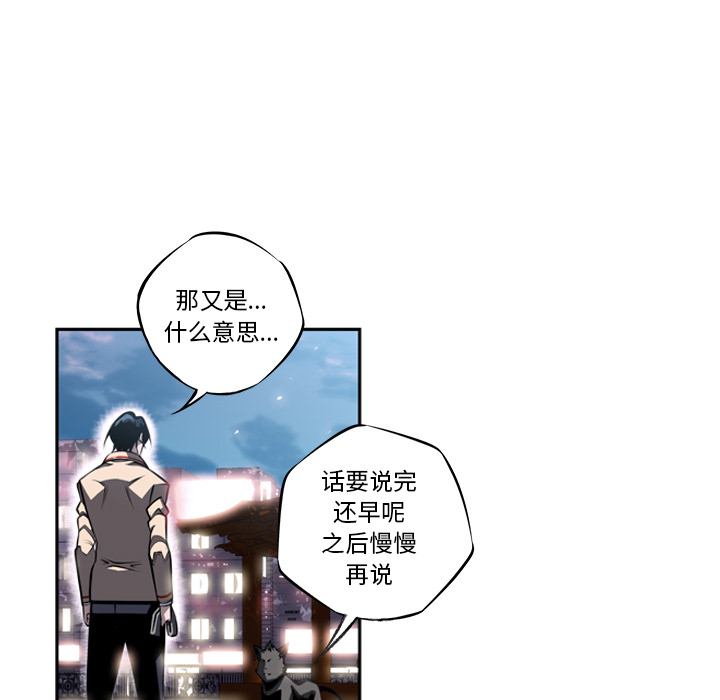 那又是…
什么意思…
话要说完
还早呢
之后慢慢
再说